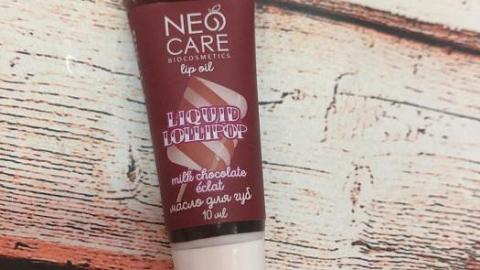 NEO
CARE
BIOCOSMETICS
lip oil
LIQUID
LOLLIPOP
milk chocolate
éclat
масло для губ
10 ml